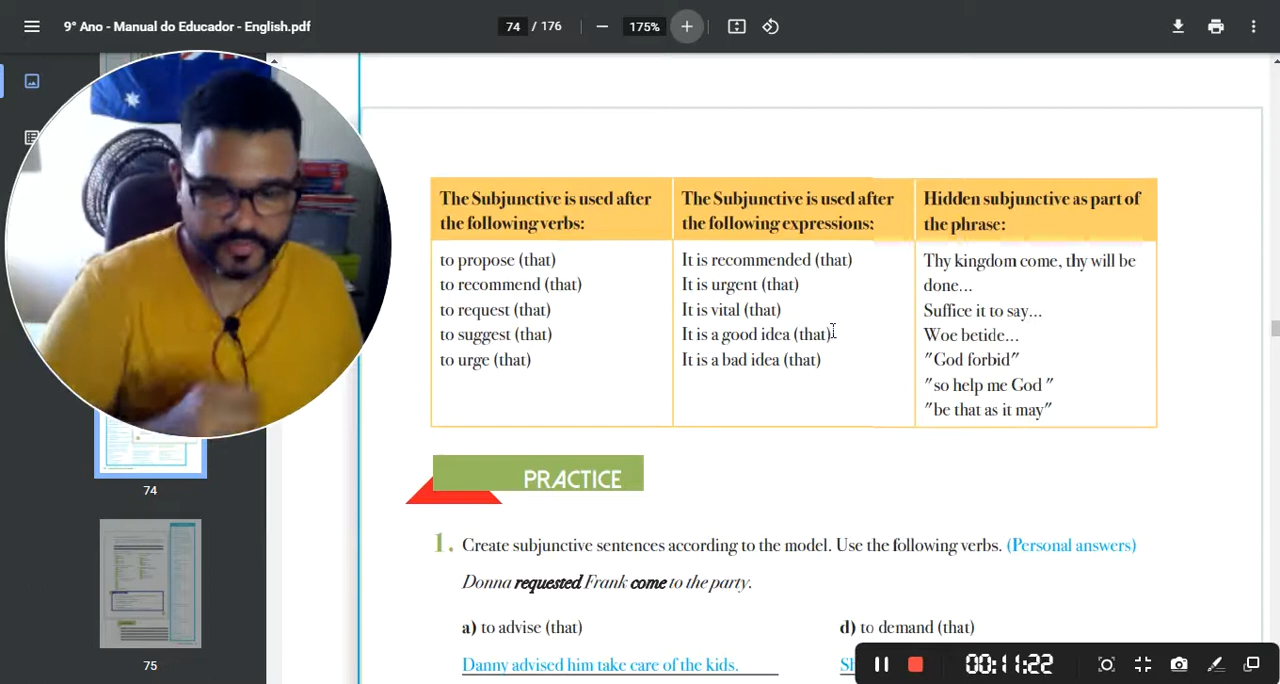 9° Ano - Manual do Educador - English.pdf
74 / 176
175%
The Subjunctive is used after
the following verbs:
to propose (that)
to recommend (that)
to request (that)
to suggest (that)
to urge (that)
The Subjunctive is used after
the following expressions:
It is recommended (that)
It is urgent (that)
It is vital (that)
It is a good idea (that)
It is a bad idea (that)
Hidden subjunctive as part of
the phrase:
Thy kingdom come, thy will be
done...
Suffice it to say...
Woe betide...
"God forbid"
"so help me God "
"be that as it may"
PRACTICE
1. Create subjunctive sentences according to the model. Use the following verbs. (Personal answers)
Donna requested Frank come to the party.
a) to advise (that)
Danny advised him take care of the kids.
d) to demand (that)
74
75
00:11:22